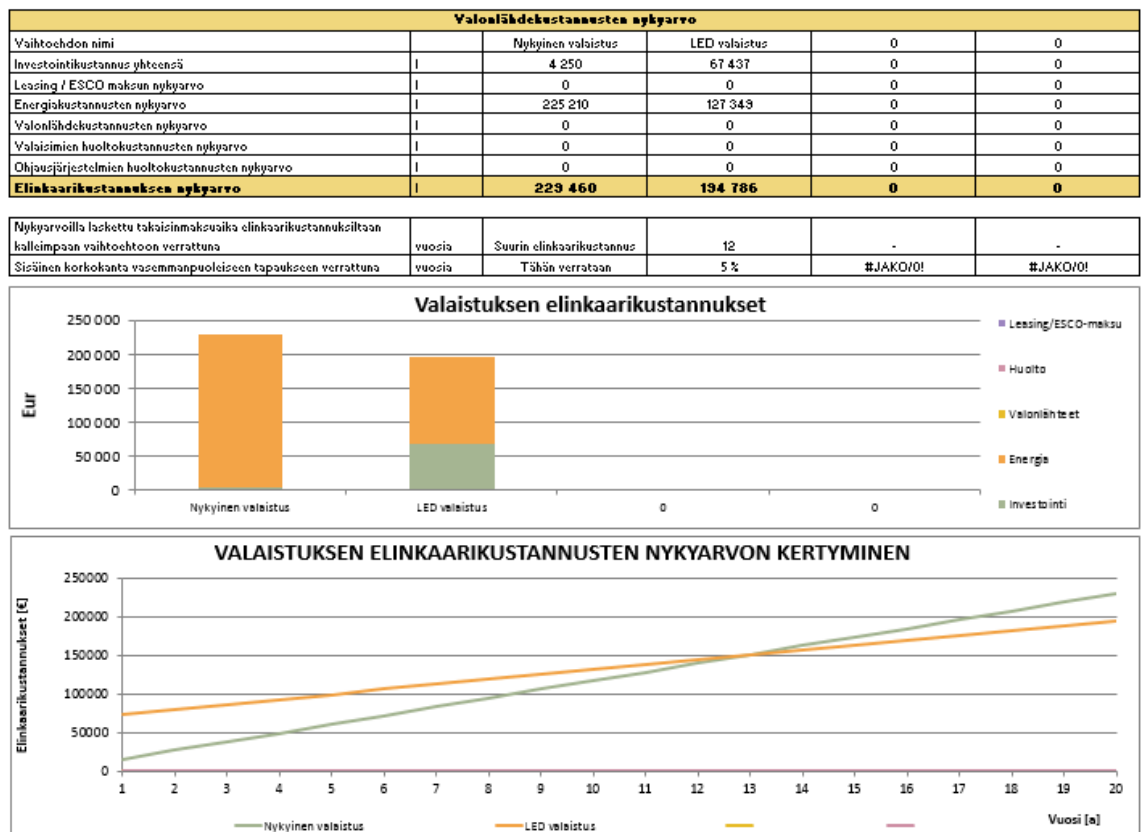 Valonlähdekustannusten nykyarvo
Vaihtoehdon nimi Nykyinen valaistus LED valaistus 0 0
Investointikustannus yhteensä I 4 250 67 437 0 0
Leasing / ESCO maksun nykyarvo I 0 0 0 0
Energiakustannusten nykyarvo I 225 210 127 349 0 0
Valonlähdekustannusten nykyarvo I 0 0 0 0
Valaisimien huoltokustannusten nykyarvo I 0 0 0 0
Ohjausjärjestelmien huoltokustannusten nykyarvo I 0 0 0 0
Elinkaarikustannuksen nykyarvo I 229 460 194 786 0 0
Nykyarvoilla laskettu takaisinmaksuaika elinkaarikustannuksiltaan
kalleimpaan vaihtoehtoon verrattuna vuosia Suurin elinkaarikustannus 12 - -
Sisäinen korkokanta vasemmanpuoleiseen tapaukseen verrattuna vuosia Tähän verrataan 5 % #JAKO/0! #JAKO/0!
Valaistuksen elinkaarikustannukset
Eur
250 000
200 000
150 000
100 000
50 000
0
Nykyinen valaistus LED valaistus 0 0
Leasing/ESCO-maksu
Huolto
Valonlähteet
Energia
Investointi
VALAISTUKSEN ELINKAARIKUSTANNUSTEN NYKYARVON KERTYMINEN
Elinkaarikustannukset [€]
250000
200000
150000
100000
50000
0
1 2 3 4 5 6 7 8 9 10 11 12 13 14 15 16 17 18 19 20
Vuosi [a]
Nykyinen valaistus LED valaistus